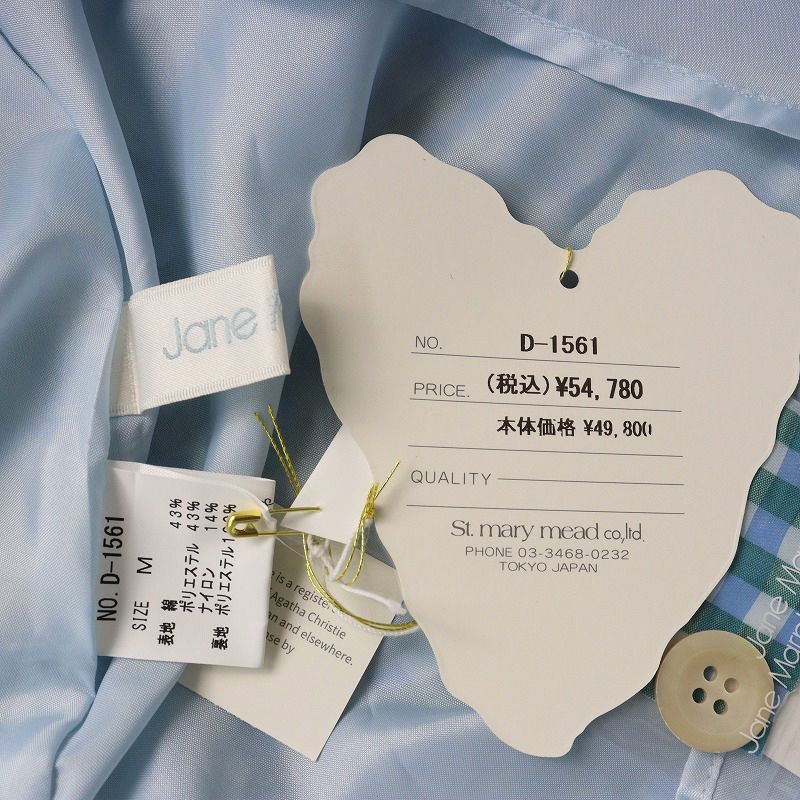 Jane
NO. D-1561
PRICE. (税込)¥54,780
本体価格 ¥49,800
QUALITY
St. mary mead co.,ltd.
PHONE 03-3468-0232
TOKYO JAPAN
NO. D-1561
SIZE M
表地 綿 43%
ポリエステル 43%
ナイロン 14%
裏地 ポリエステル
is a register
Agatha Christie
an and elsewhere.
by
Jane
Jane